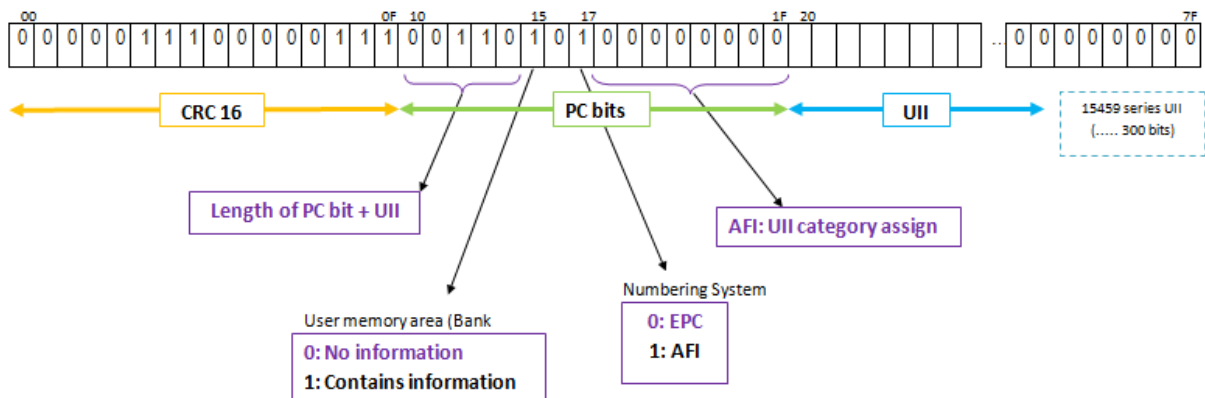 00 0F 10 15 17 1F 20 7F
0 0 0 0 0 1 1 1 0 0 0 0 0 1 1 1 0 0 1 1 0 1 0 1 0 0 0 0 0 0 0 0 ... 0 0 0 0 0 0 0 0
CRC 16
PC bits
UII
15459 series UII
(..... 300 bits)
Length of PC bit + UII
AFI: UII category assign
Numbering System
0: EPC
1: AFI
User memory area (Bank
0: No information
1: Contains information